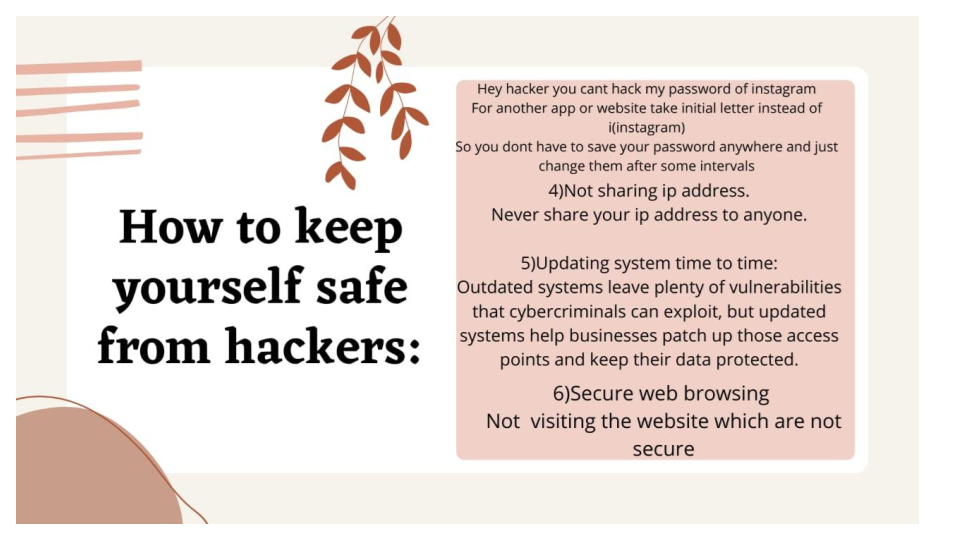 How to keep
yourself safe
from hackers:
Hey hacker you cant hack my password of instagram
For another app or website take initial letter instead of
i(instagram)
So you dont have to save your password anywhere and just
change them after some intervals
4)Not sharing ip address.
Never share your ip address to anyone.
5)Updating system time to time:
Outdated systems leave plenty of vulnerabilities
that cybercriminals can exploit, but updated
systems help businesses patch up those access
points and keep their data protected.
6)Secure web browsing
Not visiting the website which are not
secure